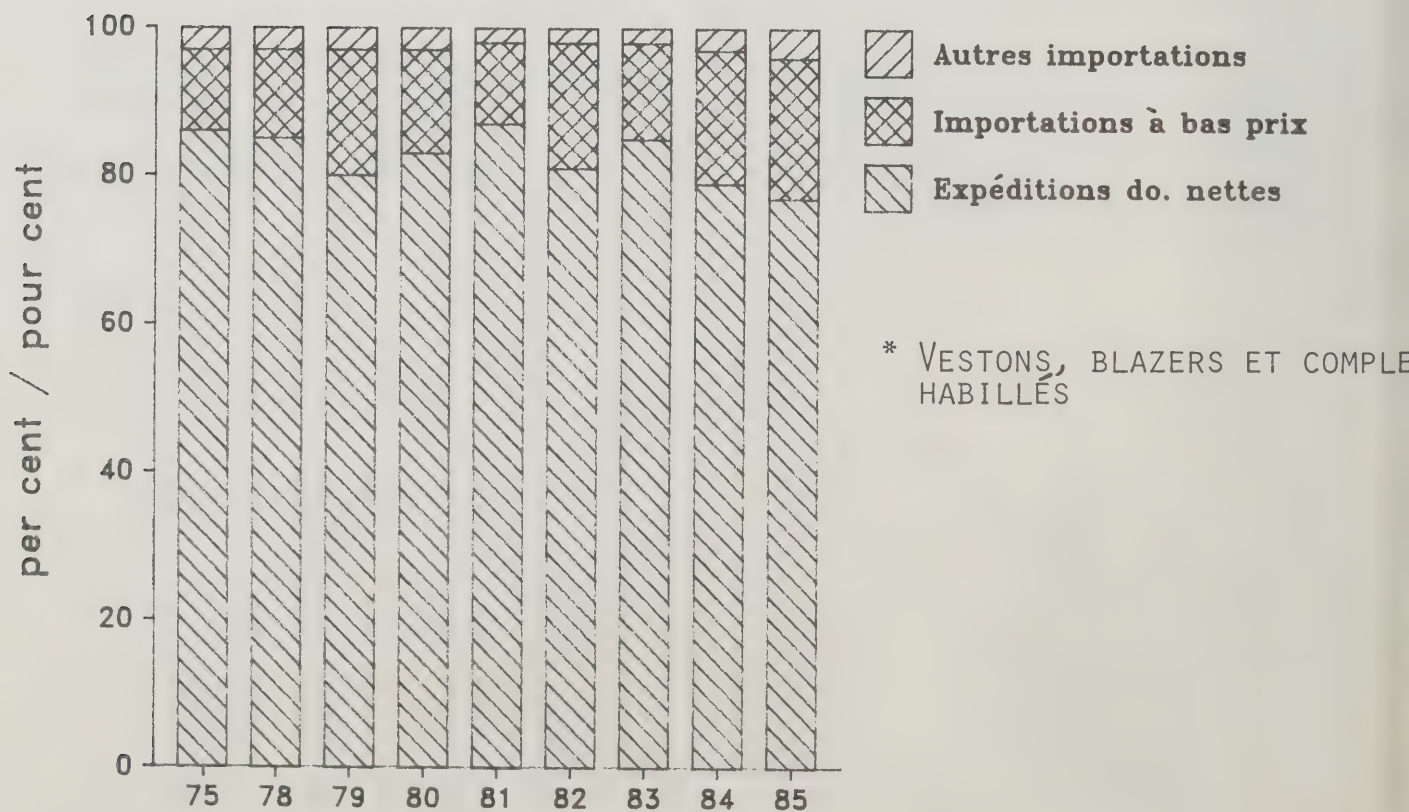 per cent / pour cent
100
80
60
40
20
0
75 78 79 80 81 82 83 84 85
Autres importations
Importations à bas prix
Expéditions do. nettes
* VESTONS, BLAZERS ET
HABILLÉS